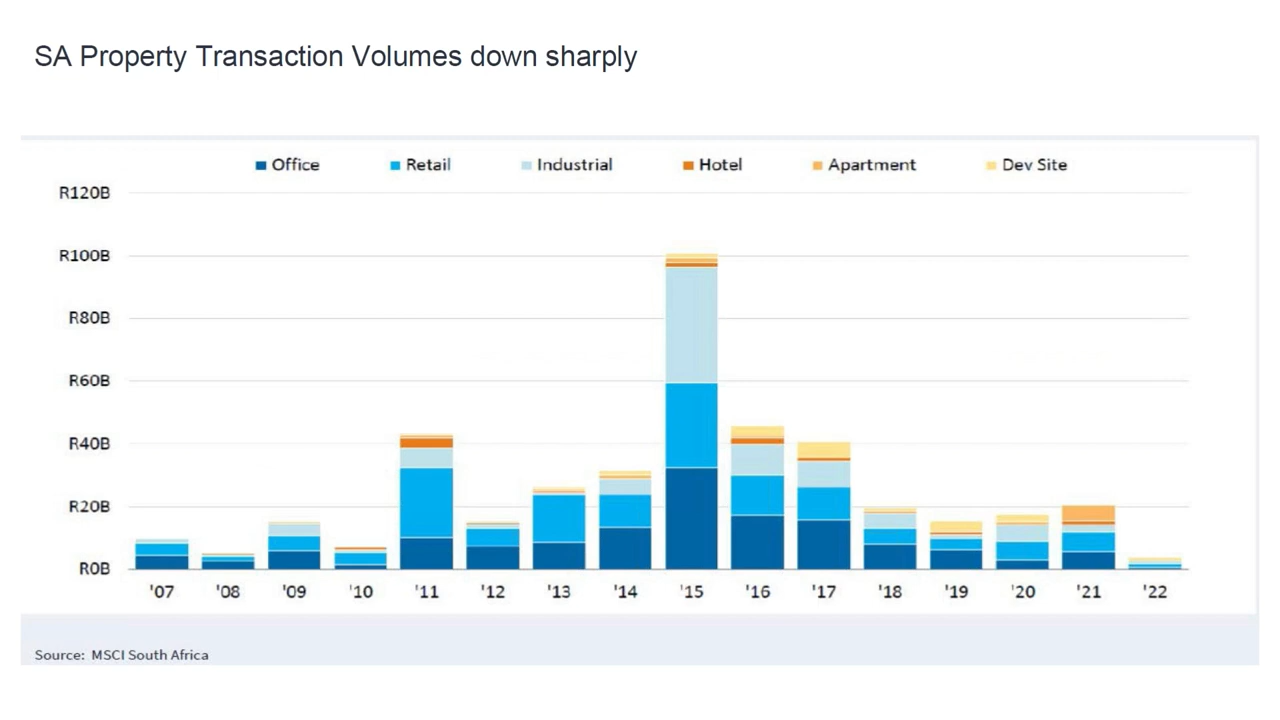 SA Property Transaction Volumes down sharply
Office Retail Industrial Hotel Apartment Dev Site
R120B
R100B
R80B
R60B
R40B
R20B
R0B
'07 '08 '09 '10 '11 '12 '13 '14 '15 '16 '17 '18 '19 '20 '21 '22
Source: MSCI South Africa